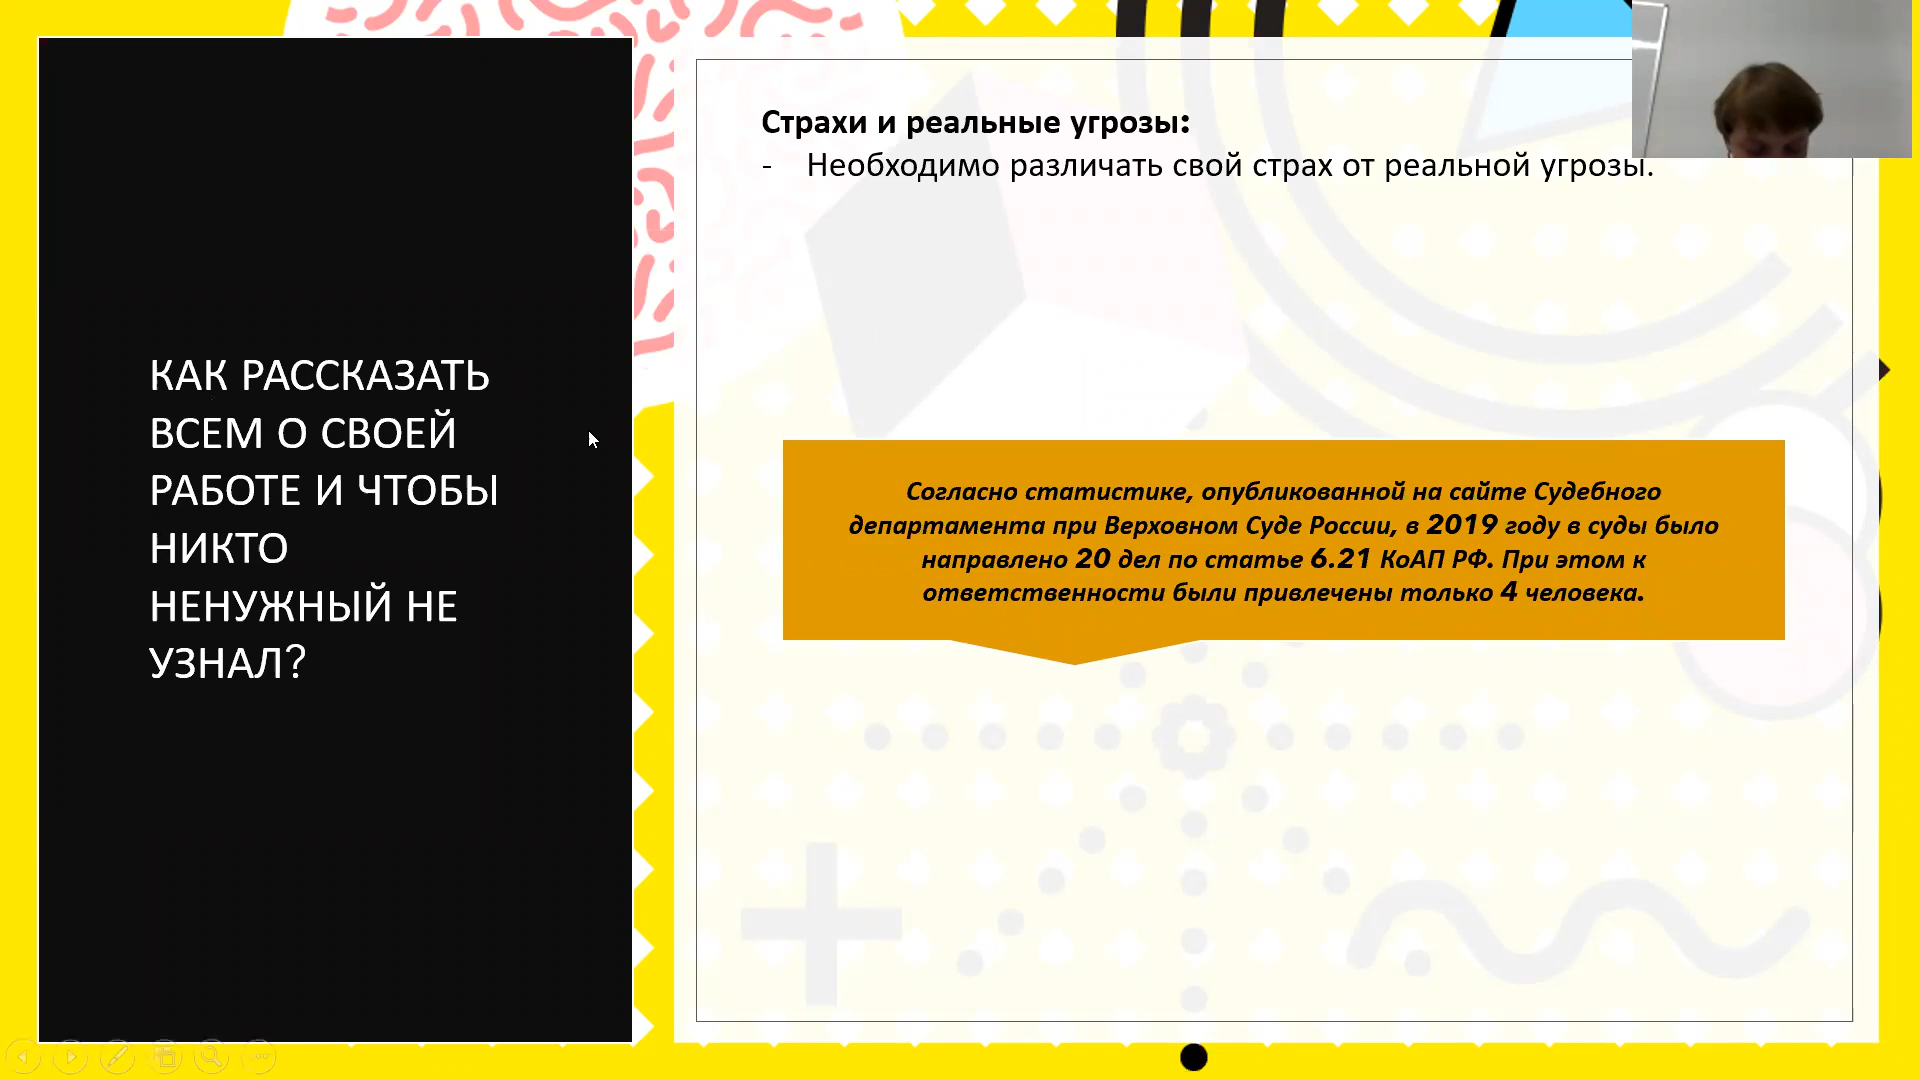 КАК РАССКАЗАТЬ
ВСЕМ О СВОЕЙ
РАБОТЕ И ЧТОБЫ
НИКТО
НЕНУЖНЫЙ НЕ
УЗНАЛ?
Страхи и реальные угрозы:
- Необходимо различать свой страх от реальной угрозы.
Согласно статистике, опубликованной на сайте Судебного
департамента при Верховном Суде России, в 2019 году в суды было
направлено 20 дел по статье 6.21 КоАП РФ. При этом к
ответственности были привлечены только 4 человека.